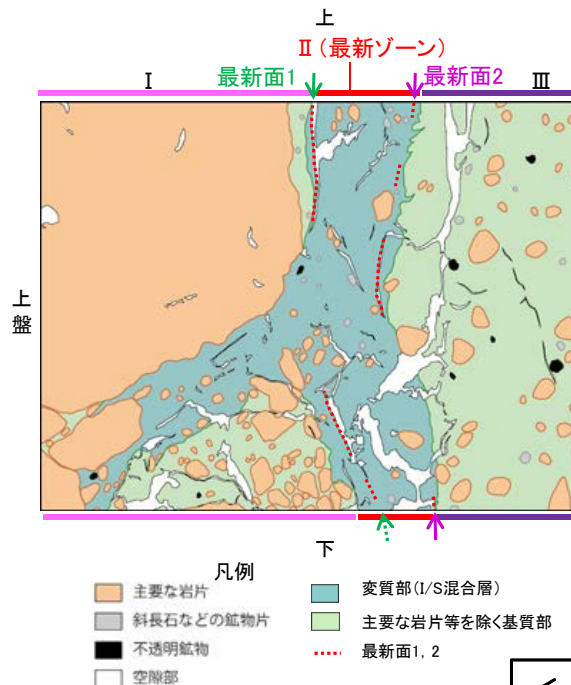 上
Ⅱ(最新ゾーン)
Ⅰ 最新面1 最新面2 Ⅲ
上盤
下
凡例
主要な岩片
斜長石などの鉱物片
不透明鉱物
空隙部
変質部(I/S混合層)
主要な岩片等を除く基質部
最新面1, 2